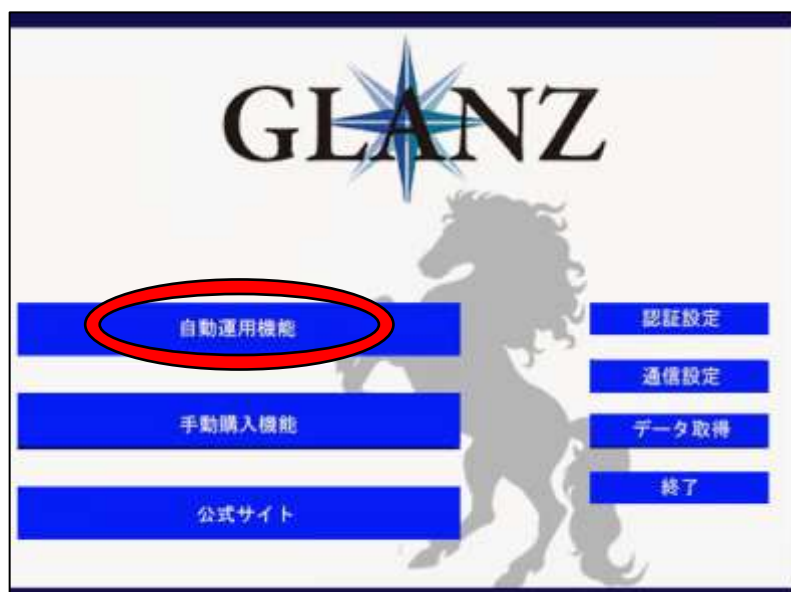 GLANZ
自動運用機能
手動購入機能
公式サイト
認証設定
通信設定
データ取得
終了